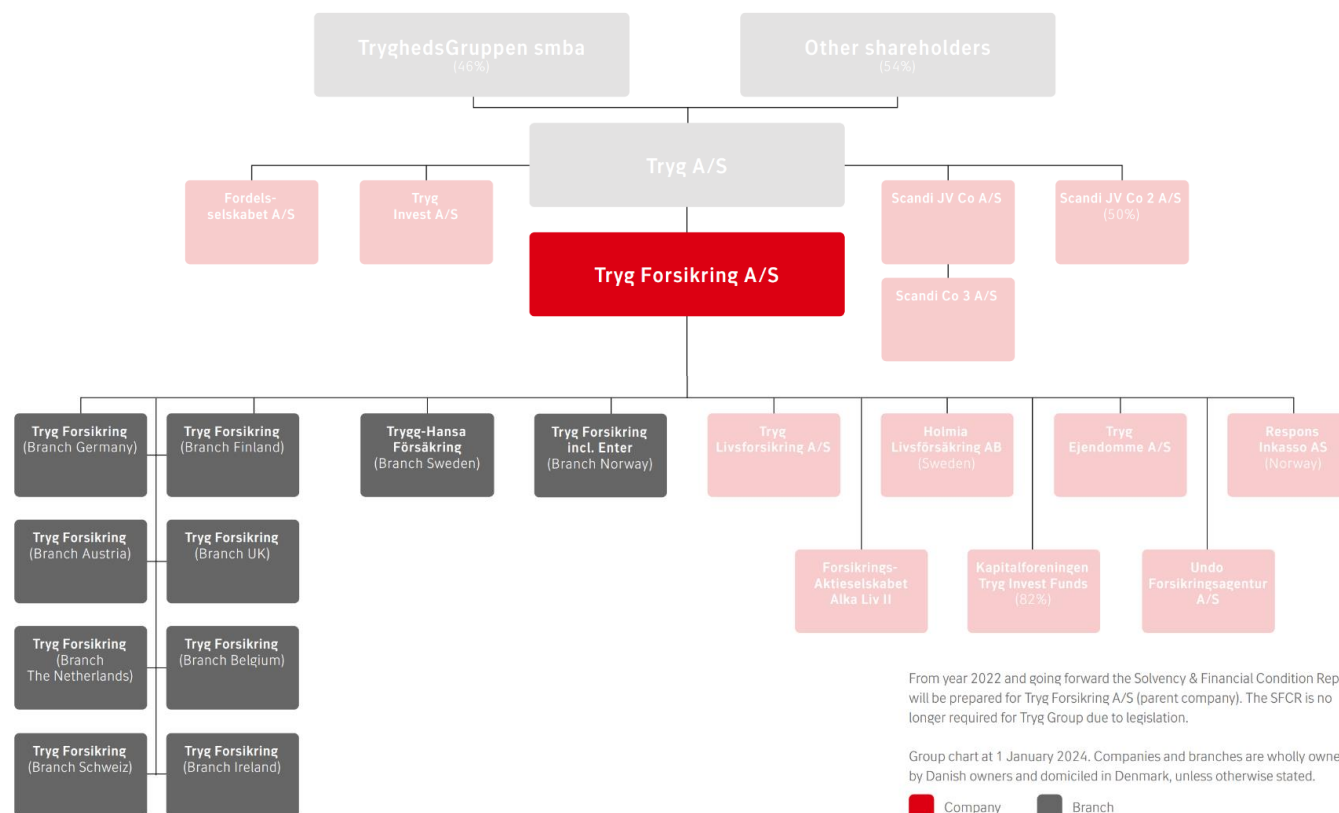 TryghedsGruppen smba
(46%)
Other shareholders
(54%)
Tryg A/S
Fordels-
selskabet A/S
Tryg
Invest A/S
Scandi JV Co A/S
Scandi JV Co 2 A/S
(50%)
Tryg Forsikring A/S
Scandi Co 3 A/S
Tryg Forsikring
(Branch Germany)
Tryg Forsikring
(Branch Finland)
Trygg-Hansa
Försäkring
(Branch Sweden)
Tryg Forsikring
incl. Enter
(Branch Norway)
Tryg
Livsforsikring A/S
Holmia
Livsförsäkring AB
(Sweden)
Tryg
Ejendomme A/S
Respons
Inkasso AS
(Norway)
Tryg Forsikring
(Branch Austria)
Tryg Forsikring
(Branch UK)
Forsikrings-
Aktieselskabet
Alka Liv II
Kapitalforeningen
Tryg Invest Funds
(82%)
Undo
Forsikringsagentur
A/S
Tryg Forsikring
(Branch
The Netherlands)
Tryg Forsikring
(Branch Belgium)
Tryg Forsikring
(Branch Schweiz)
Tryg Forsikring
(Branch Ireland)
From year 2022 and going forward the Solvency & Financial Condition Rep
will be prepared for Tryg Forsikring A/S (parent company). The SFCR is no
longer required for Tryg Group due to legislation.
Group chart at 1 January 2024. Companies and branches are wholly owne
by Danish owners and domiciled in Denmark, unless otherwise stated.
Company
Branch